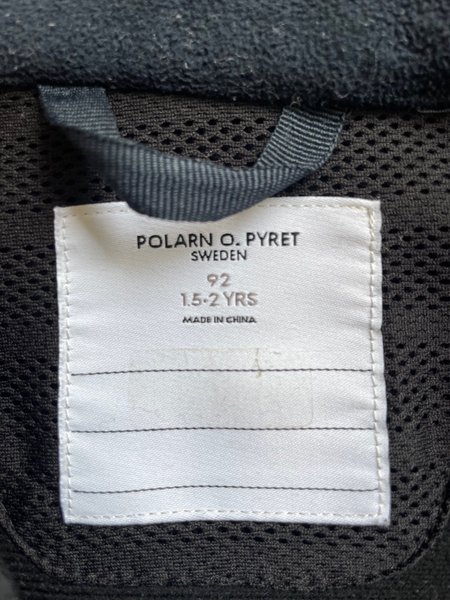 POLARN O. PYRET
SWEDEN
92
1.5-2 YRS
MADE IN CHINA